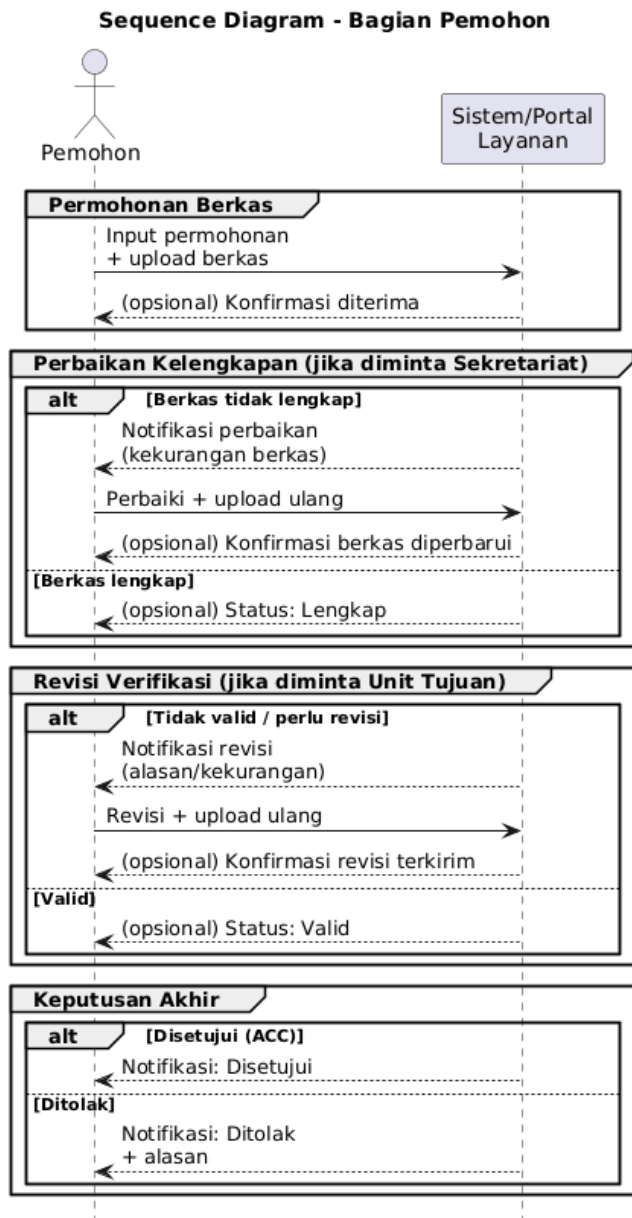 Sequence Diagram - Bagian Pemohon
Pemohon
Sistem/Portal
Layanan
Permohonan Berkas
Input permohonan
+ upload berkas
(opsional) Konfirmasi diterima
Perbaikan Kelengkapan (jika diminta Sekretariat)
alt [Berkas tidak lengkap]
Notifikasi perbaikan
(kekurangan berkas)
Perbaiki + upload ulang
(opsional) Konfirmasi berkas diperbarui
[Berkas lengkap]
(opsional) Status: Lengkap
Revisi Verifikasi (jika diminta Unit Tujuan)
alt [Tidak valid / perlu revisi]
Notifikasi revisi
(alasan/kekurangan)
Revisi + upload ulang
(opsional) Konfirmasi revisi terkirim
[Valid]
(opsional) Status: Valid
Keputusan Akhir
alt [Disetujui (ACC)]
Notifikasi: Disetujui
[Ditolak]
Notifikasi: Ditolak
+ alasan